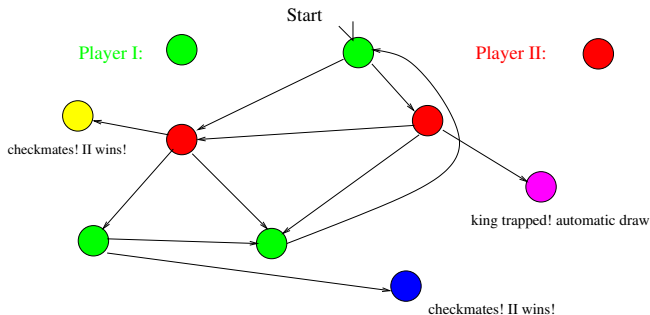 Start
Player I:
Player II:
checkmates! II wins!
king trapped! automatic draw
checkmates! II wins!